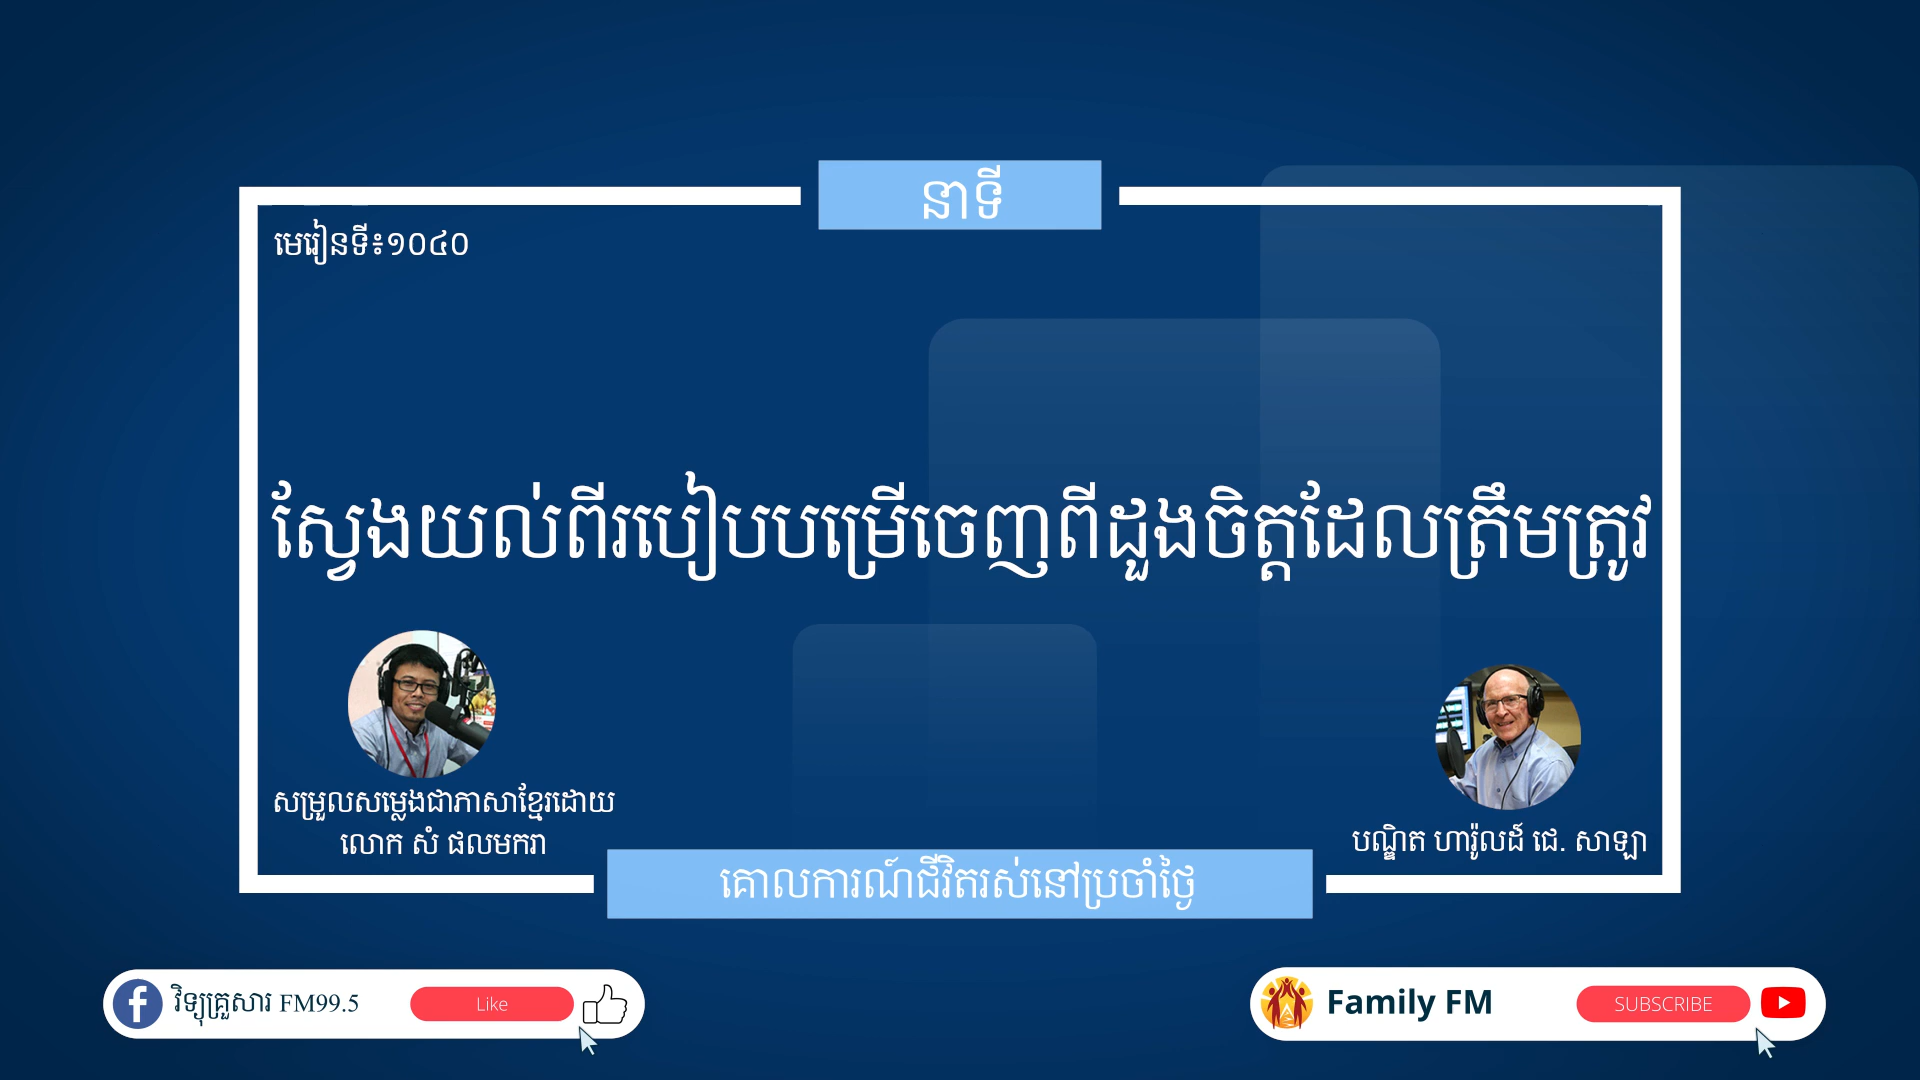 នាទី
មេរៀនទី៖១០៤០
ស្វែងយល់ពីរបៀបបម្រើចេញពីដួងចិត្តដែលត្រឹមត្រូវ
សម្រួលសម្លេងជាភាសាខ្មែរដោយ
លោក សំ ផលមករា
បណ្ឌិត ហារ៉ូលដ៍ ជេ. សាឡា
គោលការណ៍ជីវិតរស់នៅប្រចាំថ្ងៃ
វិទ្យុគ្រួសារ FM99.5
Like
Family FM
SUBSCRIBE